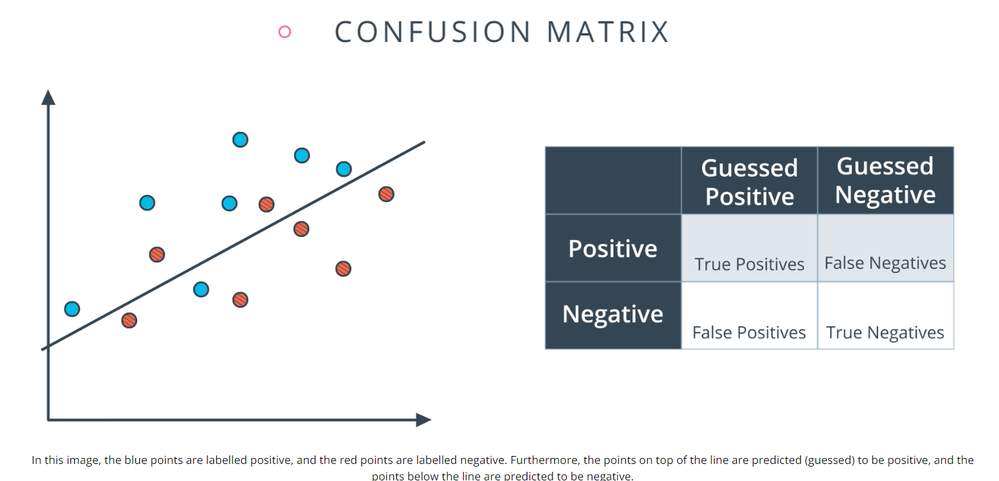 CONFUSION MATRIX
Guessed Positive
Guessed Negative
Positive
True Positives
False Negatives
Negative
False Positives
True Negatives
In this image, the blue points are labelled positive, and the red points are labelled negative. Furthermore, the points on top of the line are predicted (guessed) to be positive, and the
points below the line are predicted to be negative.